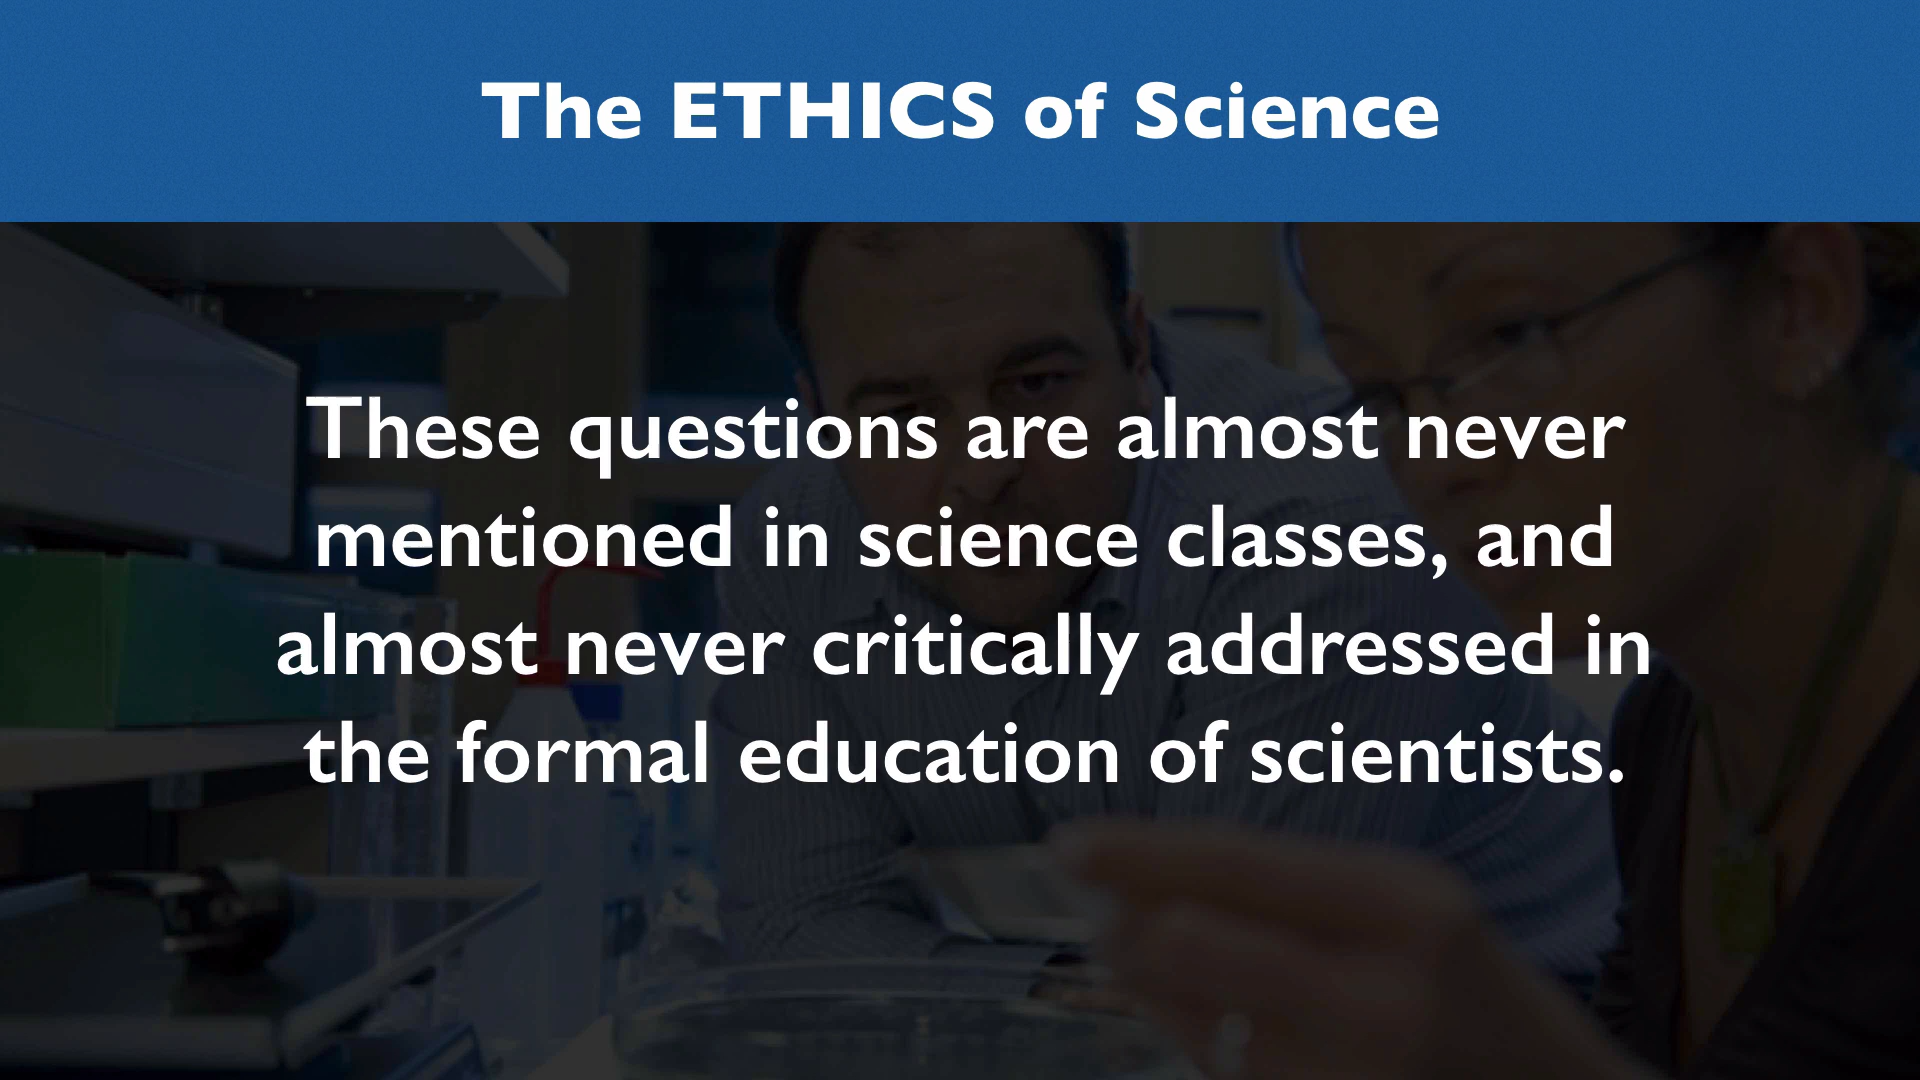 The ETHICS of Science
These questions are almost never
mentioned in science classes, and
almost never critically addressed in
the formal education of scientists.